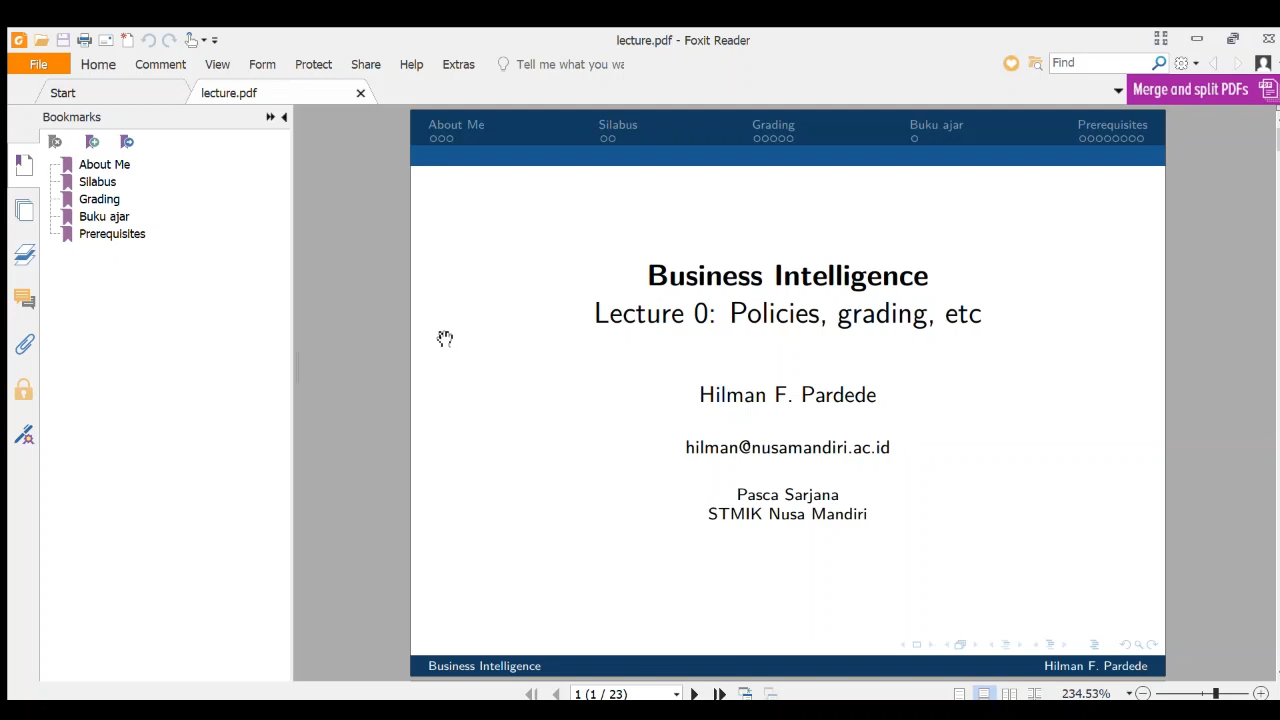 lecture.pdf - Foxit Reader
File Home Comment View Form Protect Share Help Extras Tell me what you wa Find
Start lecture.pdf Merge and split PDFs
Bookmarks
About Me
Silabus
Grading
Buku ajar
Prerequisites
About Me Silabus Grading Buku ajar Prerequisites
Business Intelligence
Lecture 0: Policies, grading, etc
Hilman F. Pardede
hilman@nusamandiri.ac.id
Pasca Sarjana
STMIK Nusa Mandiri
Business Intelligence Hilman F. Pardede
1 (1 / 23) 234.53%